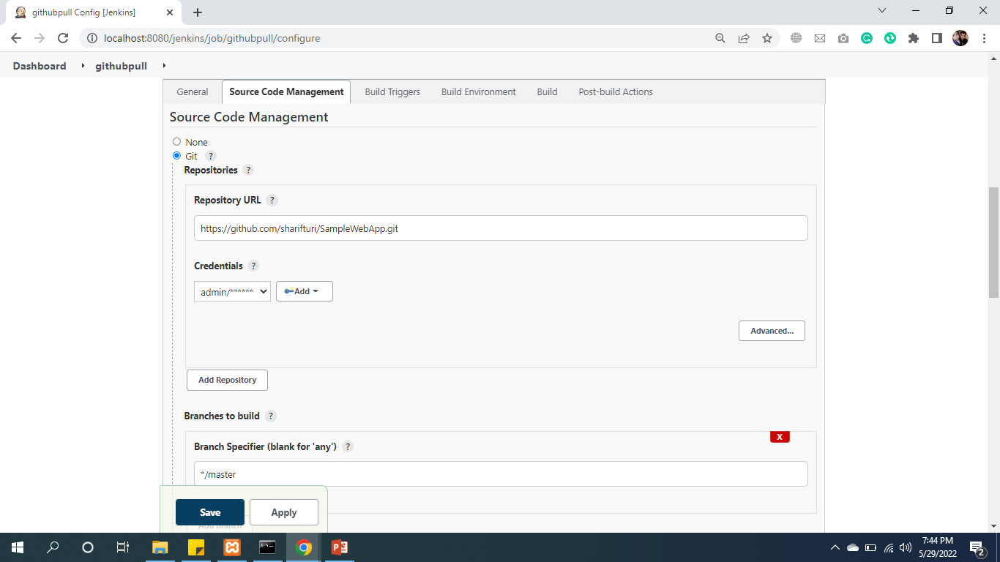 githubpull Config [Jenkins]
localhost:8080/jenkins/job/githubpull/configure
Dashboard githubpull
General Source Code Management Build Triggers Build Environment Build Post-build Actions
Source Code Management
None
Git ?
Repositories ?
Repository URL ?
https://github.com/sharifturi/SampleWebApp.git
Credentials ?
admin/****** Add
Advanced...
Add Repository
Branches to build ?
X
Branch Specifier (blank for 'any') ?
*/master
Save Apply
Add Branch
7:44 PM
5/29/2022
2